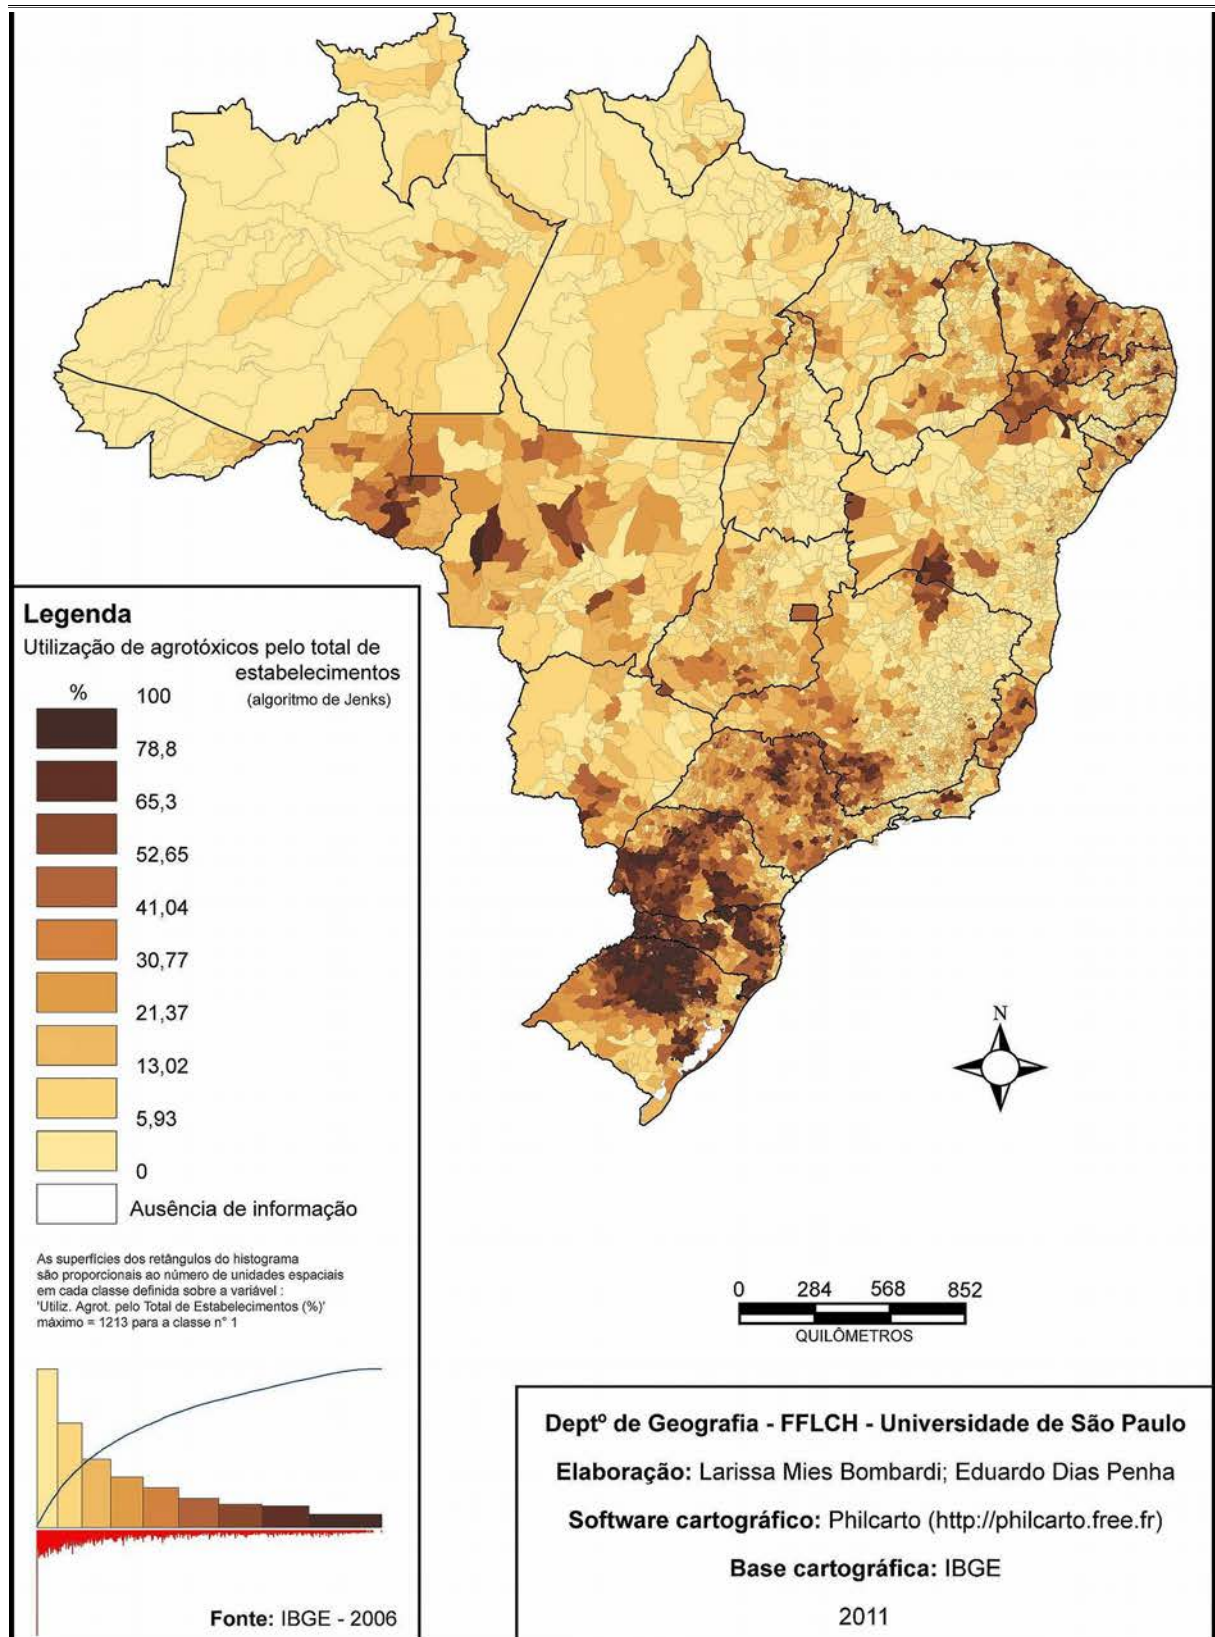 Legenda
Utilização de agrotóxicos pelo total de
estabelecimentos
(algoritmo de Jenks)
%
100
78,8
65,3
52,65
41,04
30,77
21,37
13,02
5,93
0
Ausência de informação
As superfícies dos retângulos do histograma
são proporcionais ao número de unidades espaciais
em cada classe definida sobre a variável :
'Utiliz. Agrot. pelo Total de Estabelecimentos (%)'
máximo = 1213 para a classe n° 1
Fonte: IBGE - 2006
N
0 284 568 852
QUILÔMETROS
Deptº de Geografia - FFLCH - Universidade de São Paulo
Elaboração: Larissa Mies Bombardi; Eduardo Dias Penha
Software cartográfico: Philcarto (http://philcarto.free.fr)
Base cartográfica: IBGE
2011